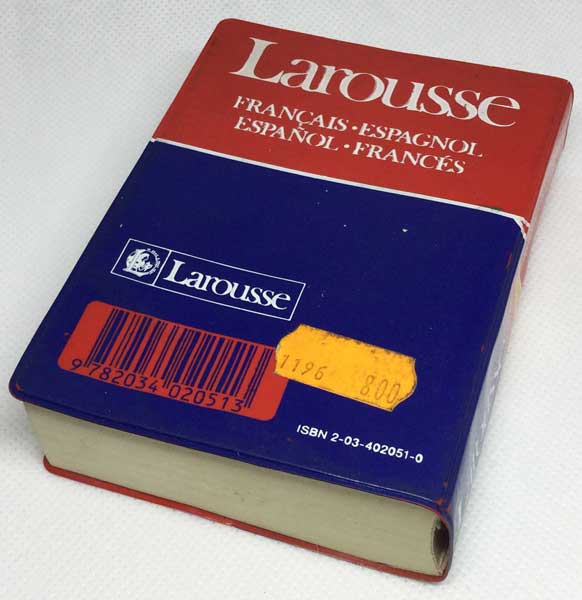 Larousse
FRANÇAIS • ESPAGNOL
ESPAÑOL • FRANCÉS
Larousse
1196 800
9 782034 020513
ISBN 2-03-402051-0